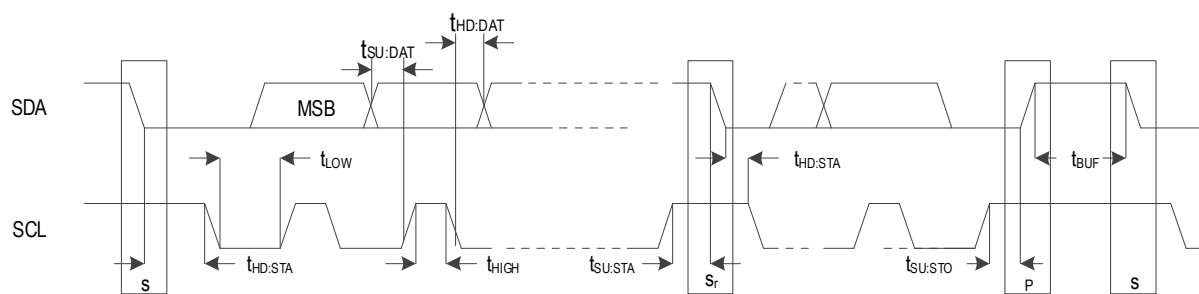 tHD:DAT
tSU:DAT
SDA
MSB
tLOW
tHD:STA
tBUF
SCL
tHD:STA
tHIGH
tSU:STA
tSU:STO
S
Sr
P
S